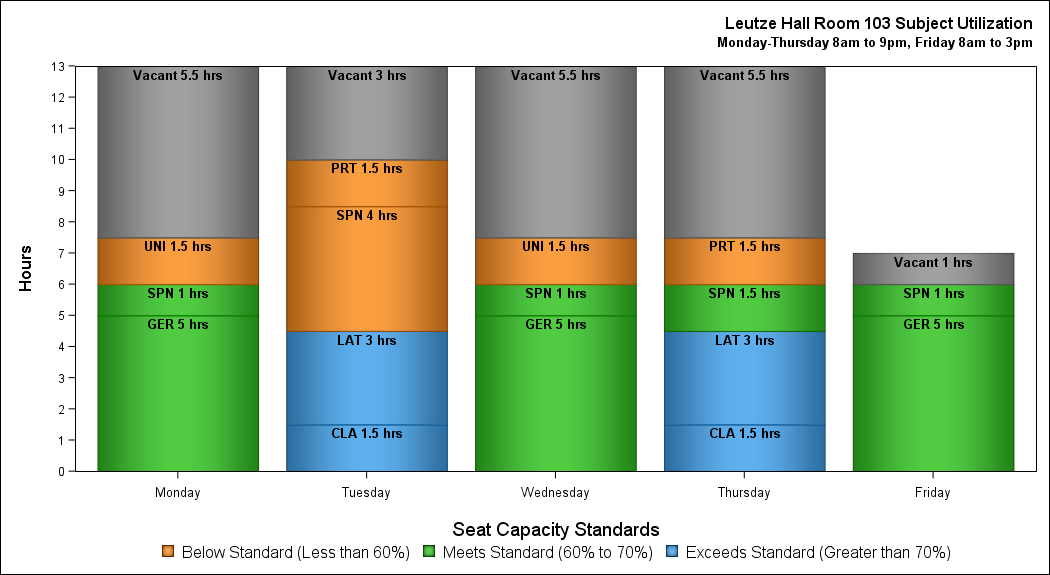 Leutze Hall Room 103 Subject Utilization
Monday-Thursday 8am to 9pm, Friday 8am to 3pm
Hours
13
12
11
10
9
8
7
6
5
4
3
2
1
0
Vacant 5.5 hrs
UNI 1.5 hrs
SPN 1 hrs
GER 5 hrs
Vacant 3 hrs
PRT 1.5 hrs
SPN 4 hrs
LAT 3 hrs
CLA 1.5 hrs
Vacant 5.5 hrs
UNI 1.5 hrs
SPN 1 hrs
GER 5 hrs
Vacant 5.5 hrs
PRT 1.5 hrs
SPN 1.5 hrs
LAT 3 hrs
CLA 1.5 hrs
Vacant 1 hrs
SPN 1 hrs
GER 5 hrs
Monday Tuesday Wednesday Thursday Friday
Seat Capacity Standards
Below Standard (Less than 60%) Meets Standard (60% to 70%) Exceeds Standard (Greater than 70%)